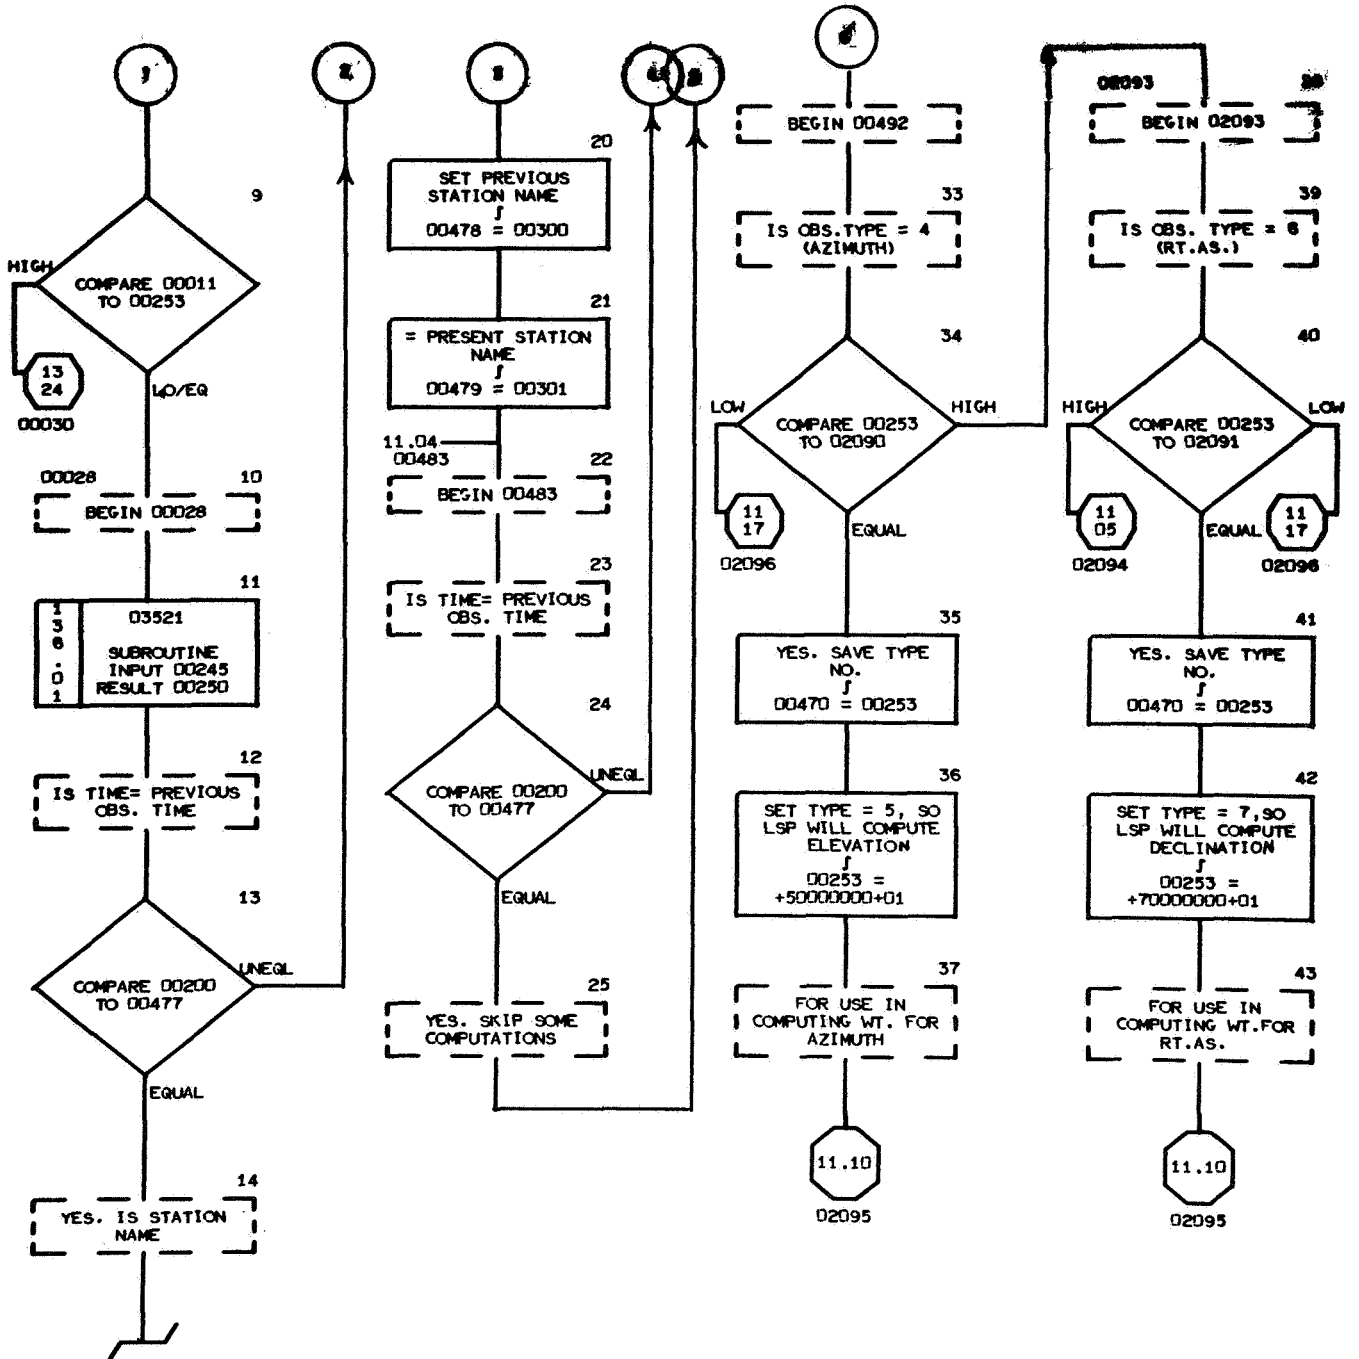 1
9
HIGH
COMPARE 00011
TO 00253
13
24
00030
LO/EQ
00028
10
BEGIN 00028
11
1
3
6
.
0
1
03521
SUBROUTINE
INPUT 00245
RESULT 00250
12
IS TIME= PREVIOUS
OBS. TIME
13
COMPARE 00200
TO 00477
UNEQL
EQUAL
14
YES. IS STATION
NAME
20
SET PREVIOUS
STATION NAME
∫
00478 = 00300
21
= PRESENT STATION
NAME
∫
00479 = 00301
11.04
00483
22
BEGIN 00483
23
IS TIME= PREVIOUS
OBS. TIME
24
COMPARE 00200
TO 00477
UNEQL
EQUAL
25
YES. SKIP SOME
COMPUTATIONS
BEGIN 00492
33
IS OBS.TYPE = 4
(AZIMUTH)
34
LOW
COMPARE 00253
TO 02090
HIGH
11
17
02096
EQUAL
35
YES. SAVE TYPE
NO.
∫
00470 = 00253
36
SET TYPE = 5, SO
LSP WILL COMPUTE
ELEVATION
∫
00253 =
+50000000+01
37
FOR USE IN
COMPUTING WT. FOR
AZIMUTH
11.10
02095
02093
BEGIN 02093
39
IS OBS. TYPE = 6
(RT.AS.)
40
HIGH
COMPARE 00253
TO 02091
LOW
11
05
02094
EQUAL
11
17
02096
41
YES. SAVE TYPE
NO.
∫
00470 = 00253
42
SET TYPE = 7,SO
LSP WILL COMPUTE
DECLINATION
∫
00253 =
+70000000+01
43
FOR USE IN
COMPUTING WT.FOR
RT.AS.
11.10
02095